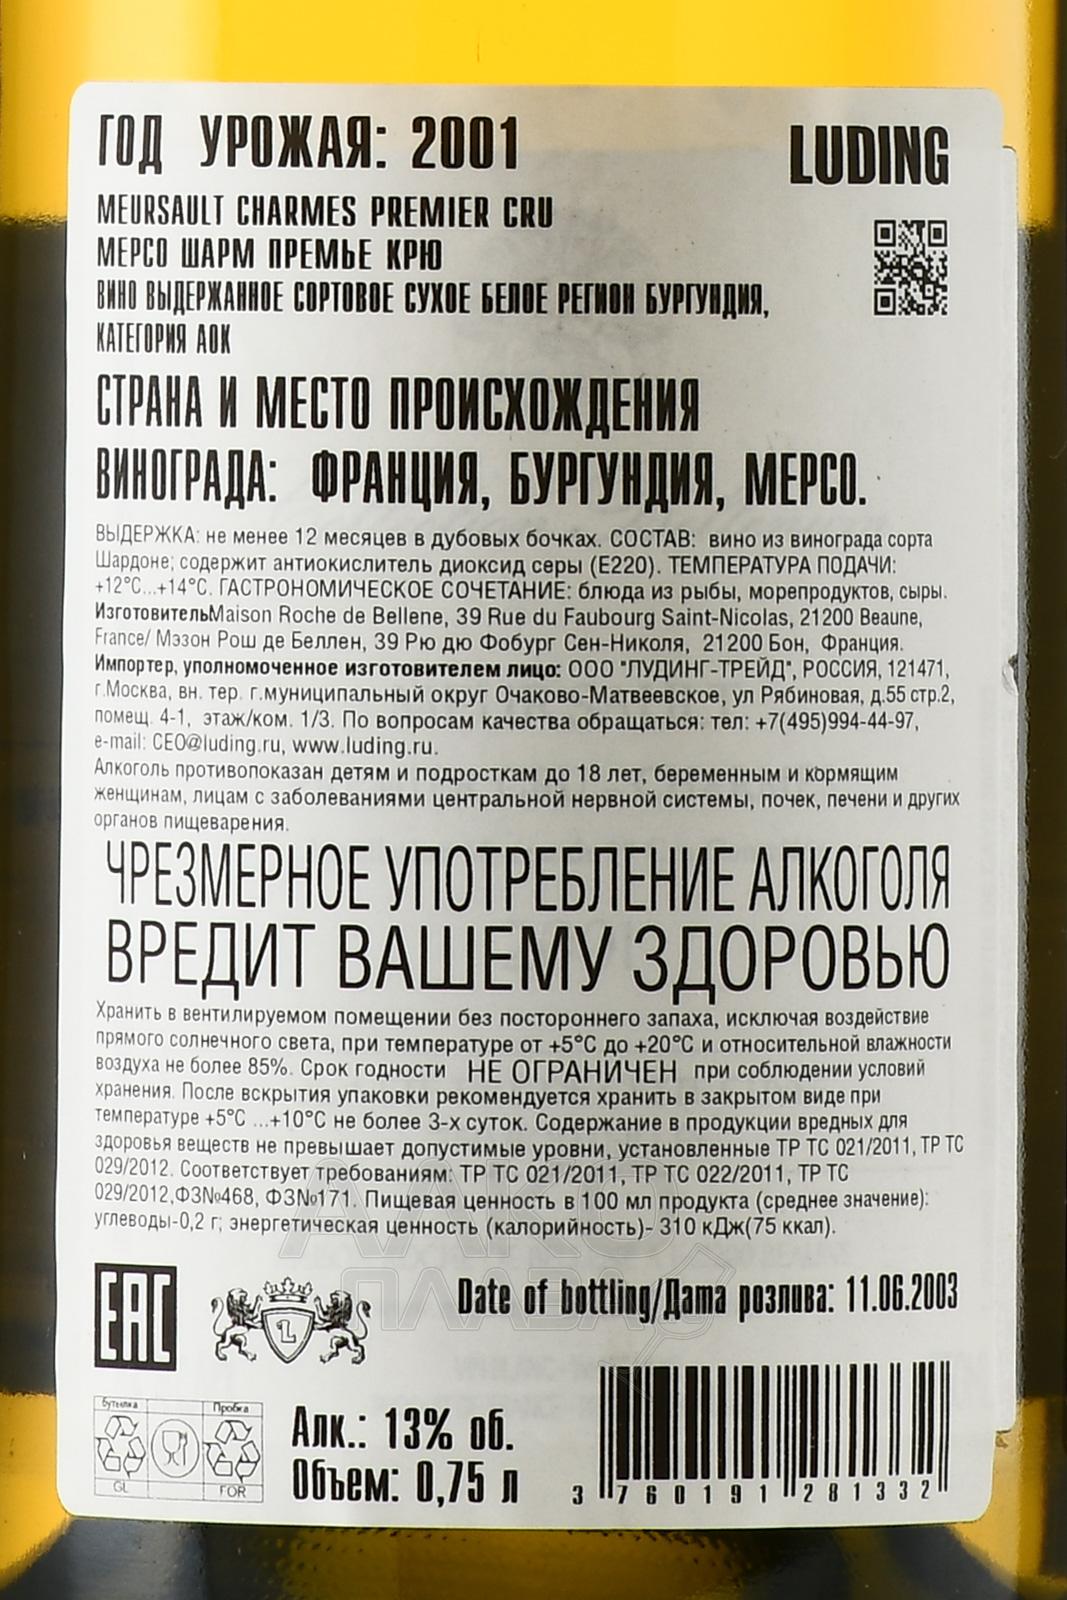 ГОД УРОЖАЯ: 2001
LUDING
MEURSAULT CHARMES PREMIER CRU
МЕРСО ШАРМ ПРЕМЬЕ КРЮ
ВИНО ВЫДЕРЖАННОЕ СОРТОВОЕ СУХОЕ БЕЛОЕ РЕГИОН БУРГУНДИЯ,
КАТЕГОРИЯ АОК
СТРАНА И МЕСТО ПРОИСХОЖДЕНИЯ
ВИНОГРАДА: ФРАНЦИЯ, БУРГУНДИЯ, МЕРСО.
ВЫДЕРЖКА: не менее 12 месяцев в дубовых бочках. СОСТАВ: вино из винограда сорта
Шардоне; содержит антиокислитель диоксид серы (Е220). ТЕМПЕРАТУРА ПОДАЧИ:
+12°С...+14°С. ГАСТРОНОМИЧЕСКОЕ СОЧЕТАНИЕ: блюда из рыбы, морепродуктов, сыры.
ИзготовительMaison Roche de Bellene, 39 Rue du Faubourg Saint-Nicolas, 21200 Beaune,
France/ Мэзон Рош де Беллен, 39 Рю дю Фобург Сен-Николя, 21200 Бон, Франция.
Импортер, уполномоченное изготовителем лицо: ООО "ЛУДИНГ-ТРЕЙД", РОССИЯ, 121471,
г.Москва, вн. тер. г.муниципальный округ Очаково-Матвеевское, ул Рябиновая, д.55 стр.2,
помещ. 4-1, этаж/ком. 1/3. По вопросам качества обращаться: тел: +7(495)994-44-97,
e-mail: CEO@luding.ru, www.luding.ru.
Алкоголь противопоказан детям и подросткам до 18 лет, беременным и кормящим
женщинам, лицам с заболеваниями центральной нервной системы, почек, печени и других
органов пищеварения.
ЧРЕЗМЕРНОЕ УПОТРЕБЛЕНИЕ АЛКОГОЛЯ
ВРЕДИТ ВАШЕМУ ЗДОРОВЬЮ
Хранить в вентилируемом помещении без постороннего запаха, исключая воздействие
прямого солнечного света, при температуре от +5°С до +20°С и относительной влажности
воздуха не более 85%. Срок годности НЕ ОГРАНИЧЕН при соблюдении условий
хранения. После вскрытия упаковки рекомендуется хранить в закрытом виде при
температуре +5°С ...+10°С не более 3-х суток. Содержание в продукции вредных для
здоровья веществ не превышает допустимые уровни, установленные ТР ТС 021/2011, ТР ТС
029/2012. Соответствует требованиям: ТР ТС 021/2011, ТР ТС 022/2011, ТР ТС
029/2012,ФЗ№468, ФЗ№171. Пищевая ценность в 100 мл продукта (среднее значение):
углеводы-0,2 г; энергетическая ценность (калорийность)- 310 кДж(75 ккал).
АЛКО
ПЛАЗА
EAC
L
Date of bottling/Дата розлива: 11.06.2003
бутылка
Пробка
GL
FOR
Алк.: 13% об.
Объем: 0,75 л
3 760191 281332